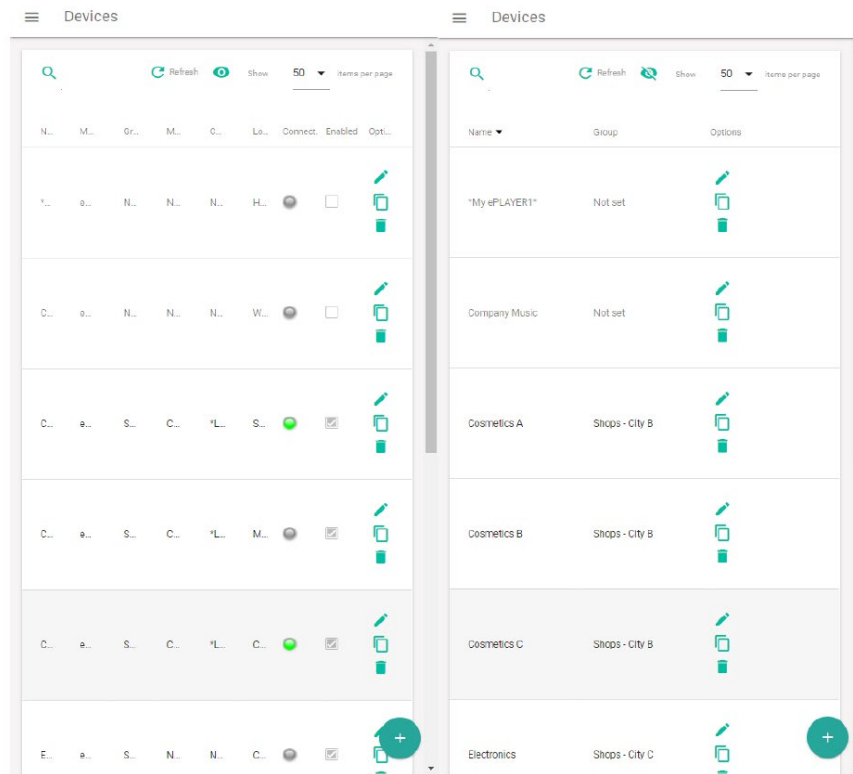 Devices
Refresh Show 50 items per page
N... M... Gr... M... C... Lo... Connect. Enabled Opti...
*... e... N... N... N... H...
C... e... N... N... N... W...
C... e... S... C... *L... S...
C... e... S... C... *L... M...
C... e... S... C... *L... C...
E... e... S... N... N... C...
Devices
Refresh Show 50 items per page
Name Group Options
*My ePLAYER1* Not set
Company Music Not set
Cosmetics A Shops - City B
Cosmetics B Shops - City B
Cosmetics C Shops - City B
Electronics Shops - City C